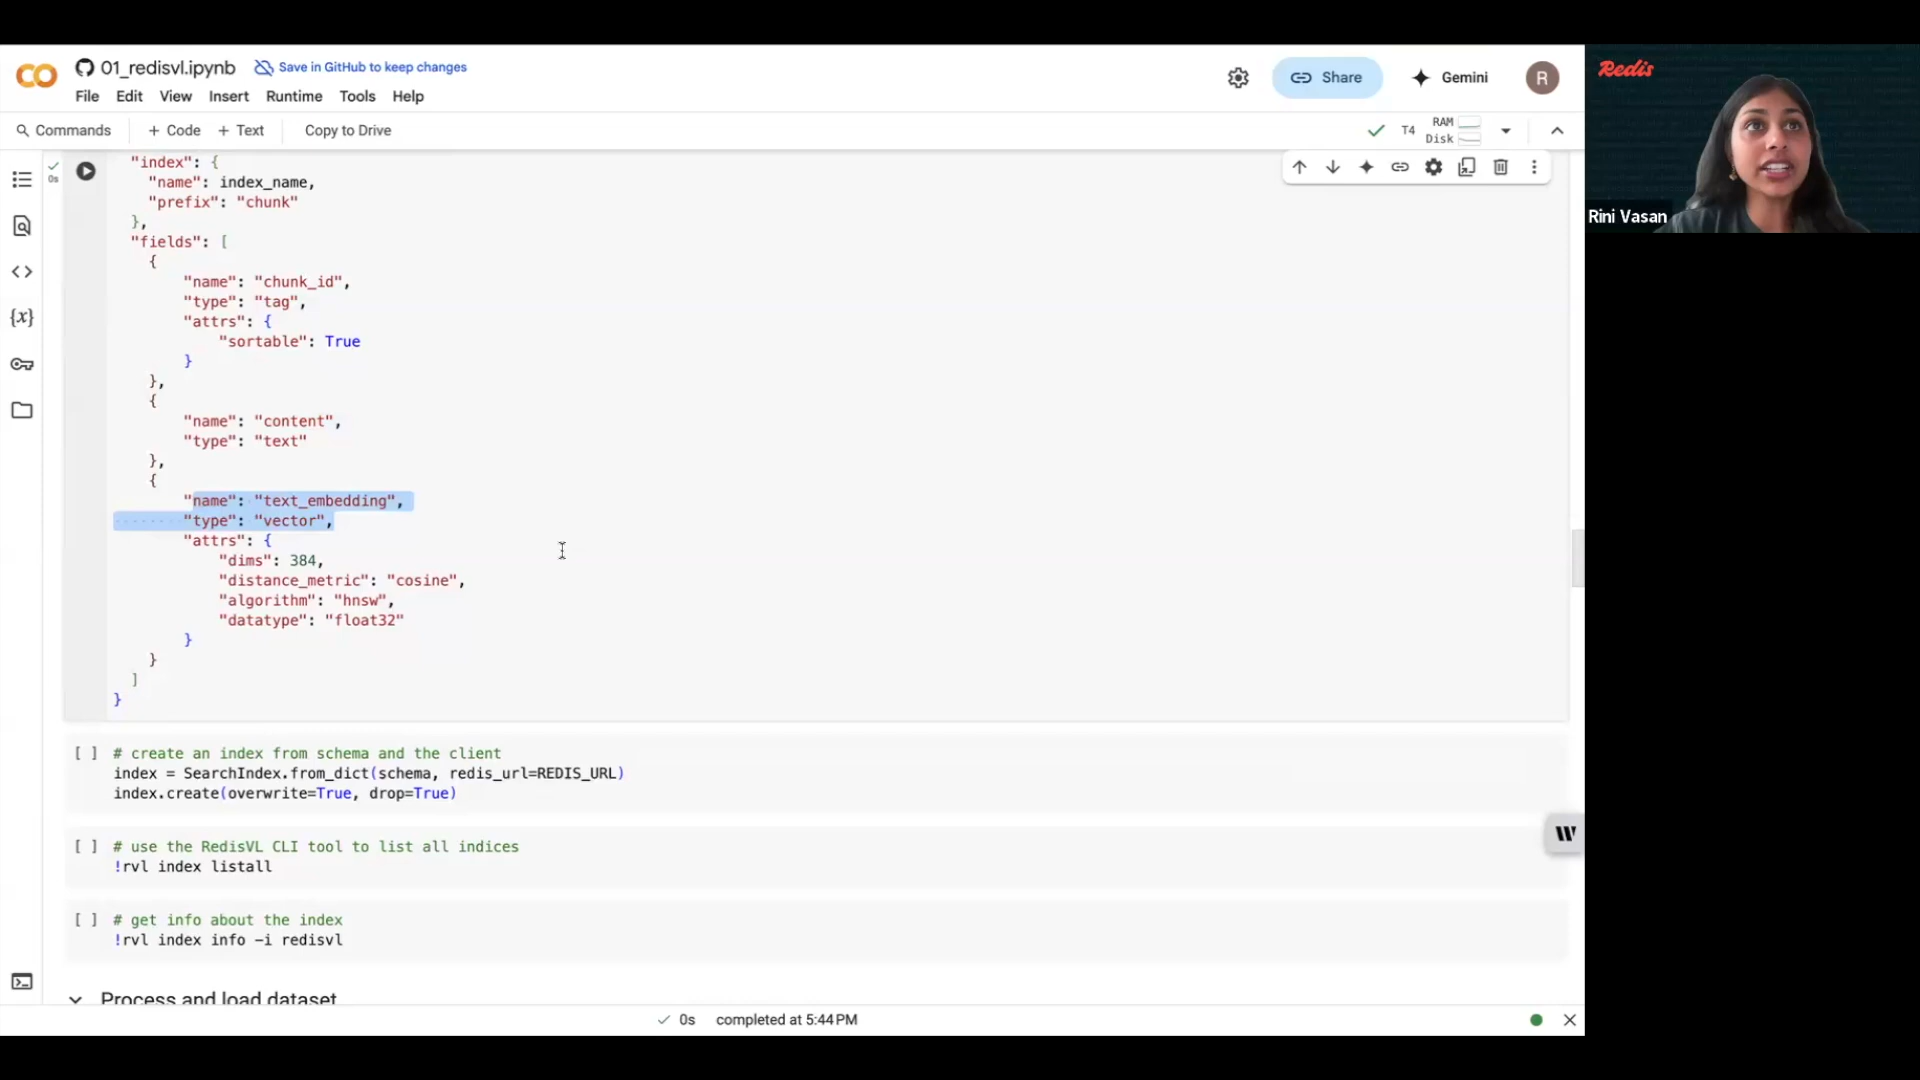 01_redisvl.ipynb
Save in GitHub to keep changes
File Edit View Insert Runtime Tools Help
Share
Gemini
R
Redis
Rini Vasan
Commands + Code + Text Copy to Drive
T4 RAM
Disk
0s
"index": {
"name": index_name,
"prefix": "chunk"
},
"fields": [
{
"name": "chunk_id",
"type": "tag",
"attrs": {
"sortable": True
}
},
{
"name": "content",
"type": "text"
},
{
"name": "text_embedding",
"type": "vector",
"attrs": {
"dims": 384,
"distance_metric": "cosine",
"algorithm": "hnsw",
"datatype": "float32"
}
}
]
}
[ ] # create an index from schema and the client
index = SearchIndex.from_dict(schema, redis_url=REDIS_URL)
index.create(overwrite=True, drop=True)
[ ] # use the RedisVL CLI tool to list all indices
!rvl index listall
[ ] # get info about the index
!rvl index info -i redisvl
Process and load dataset
0s completed at 5:44 PM